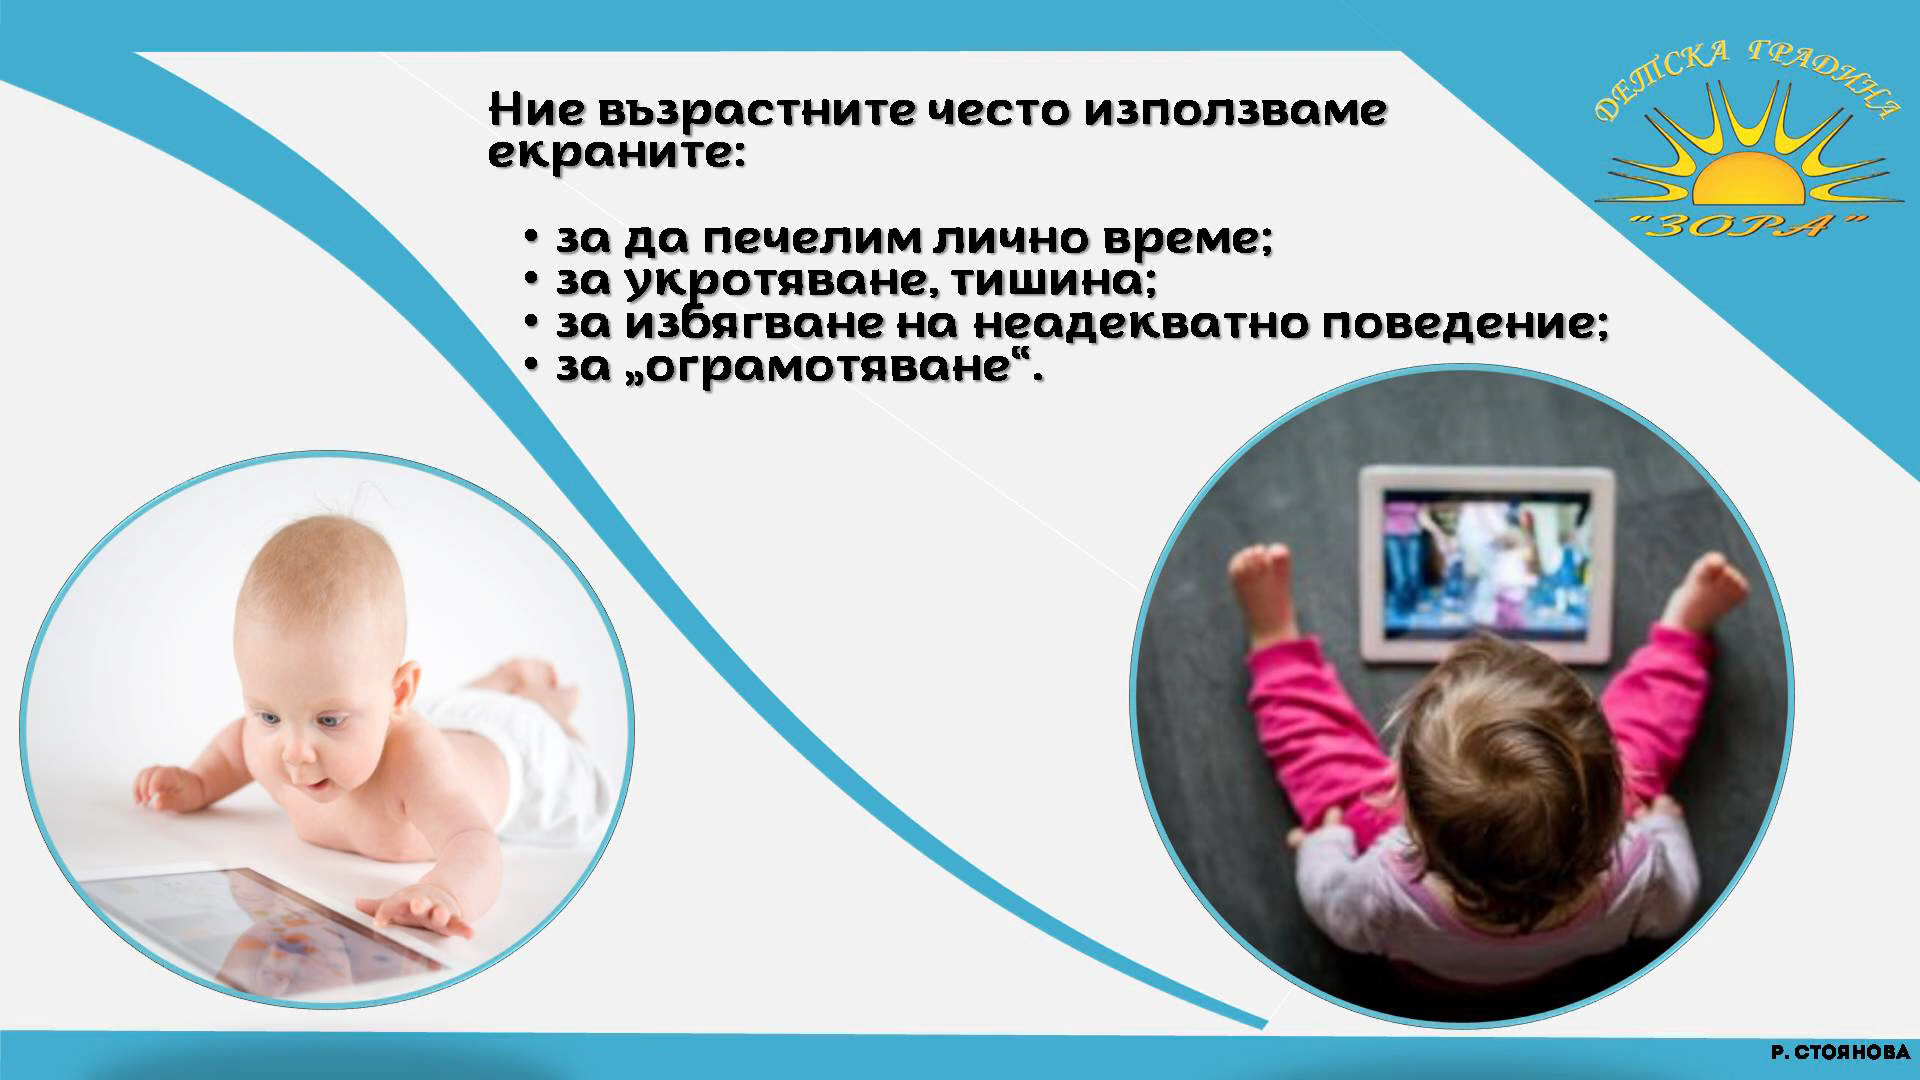 ДЕТСКА ГРАДИНА
"ЗОРА"
Ние възрастните често използваме
екраните:
• за да печелим лично време;
• за укротяване, тишина;
• за избягване на неадекватно поведение;
• за „ограмотяване“.
Р. СТОЯНОВА